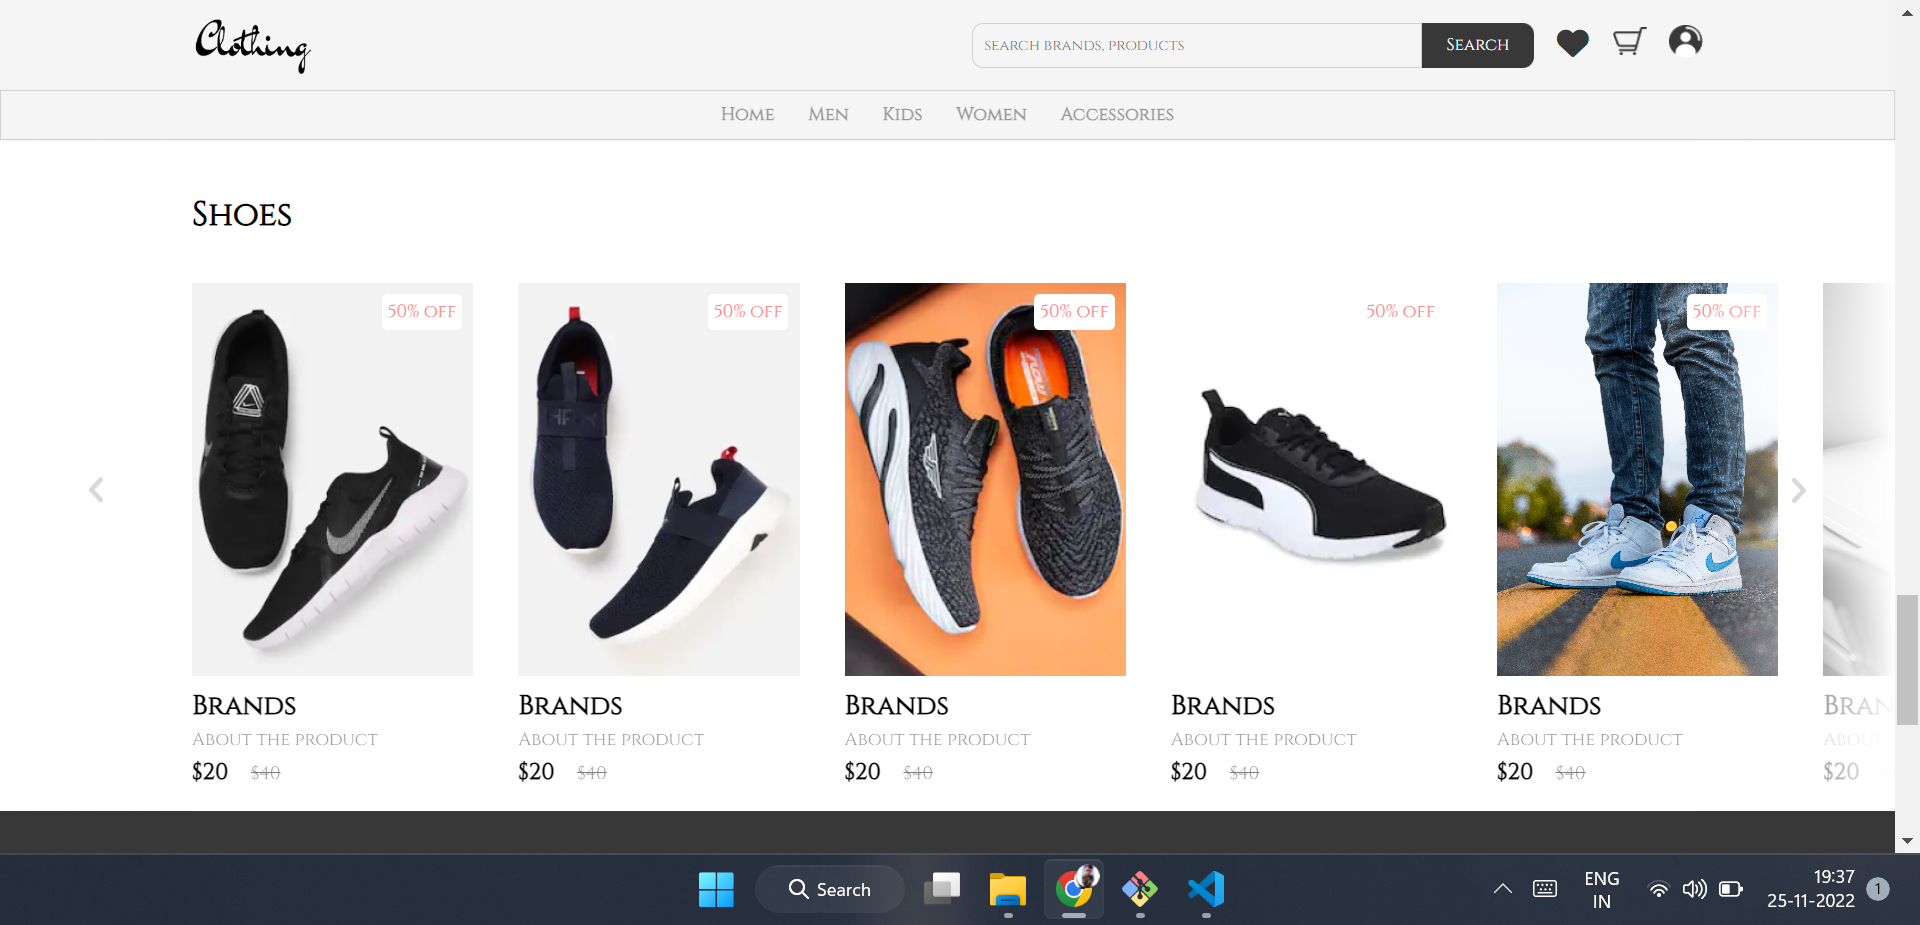 Clothing
SEARCH BRANDS, PRODUCTS
SEARCH
HOME MEN KIDS WOMEN ACCESSORIES
SHOES
50% OFF 50% OFF 50% OFF 50% OFF 50% OFF
BRANDS BRANDS BRANDS BRANDS BRANDS BRAN
ABOUT THE PRODUCT ABOUT THE PRODUCT ABOUT THE PRODUCT ABOUT THE PRODUCT ABOUT THE PRODUCT ABOUT
$20 $40 $20 $40 $20 $40 $20 $40 $20 $40 $20
Search
ENG
IN
19:37
25-11-2022
1